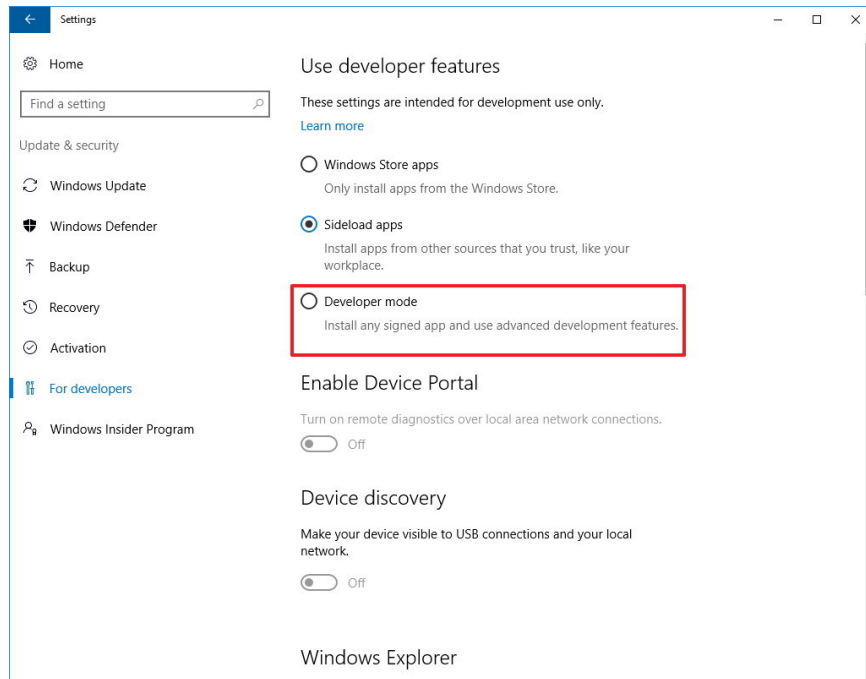 Settings
Home
Find a setting
Update & security
Windows Update
Windows Defender
Backup
Recovery
Activation
For developers
Windows Insider Program
Use developer features
These settings are intended for development use only.
Learn more
Windows Store apps
Only install apps from the Windows Store.
Sideload apps
Install apps from other sources that you trust, like your
workplace.
Developer mode
Install any signed app and use advanced development features.
Enable Device Portal
Turn on remote diagnostics over local area network connections.
Off
Device discovery
Make your device visible to USB connections and your local
network.
Off
Windows Explorer